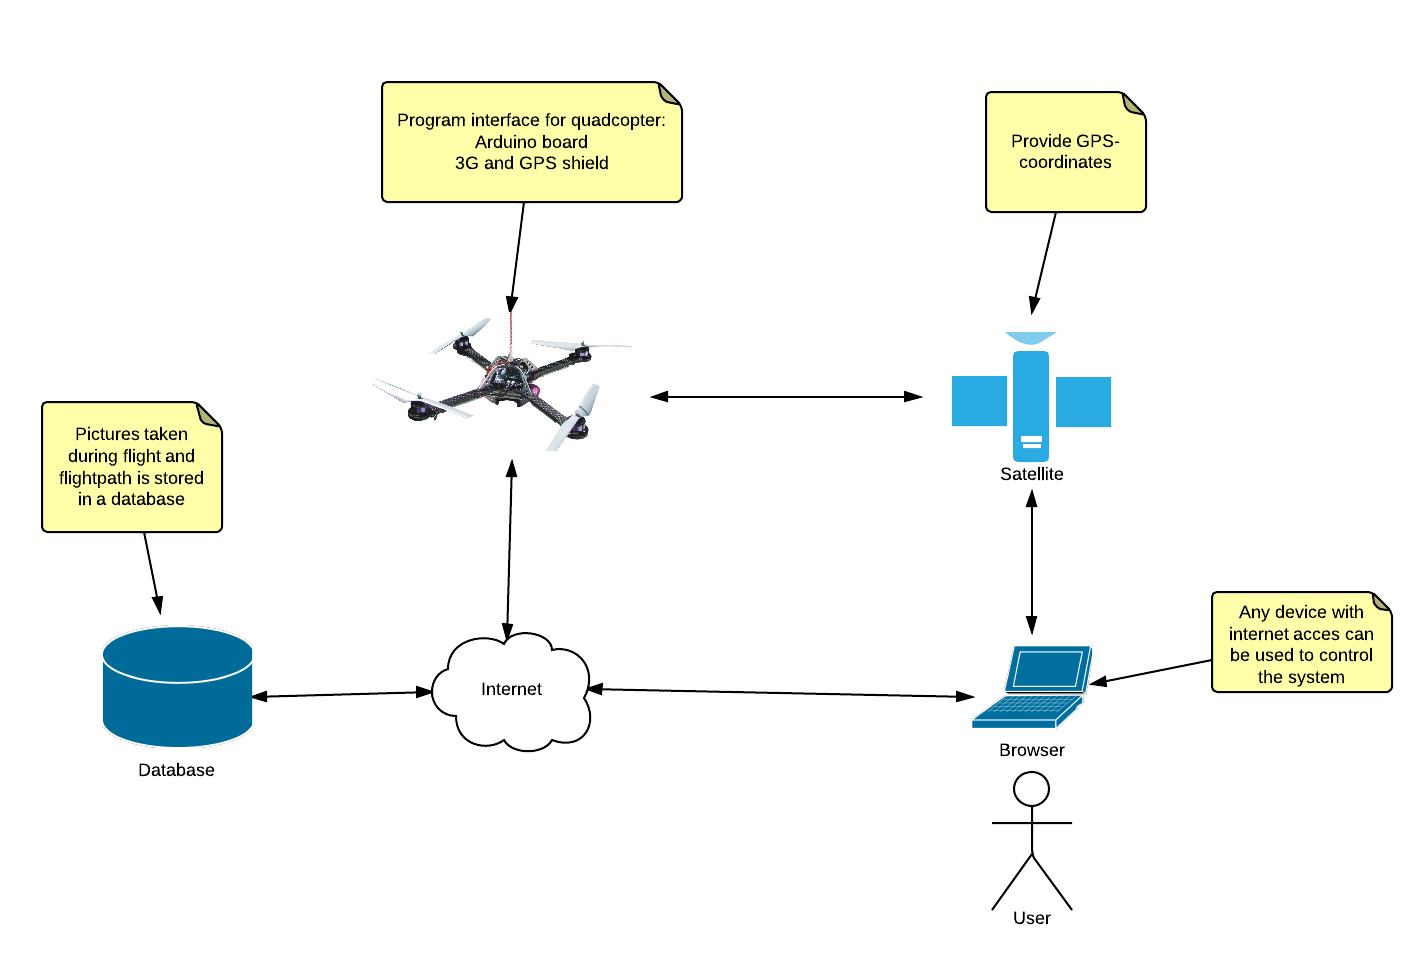 Program interface for quadcopter:
Arduino board
3G and GPS shield
Provide GPS-
coordinates
Pictures taken
during flight and
flightpath is stored
in a database
Satellite
Any device with
internet acces can
be used to control
the system
Internet
Browser
Database
User